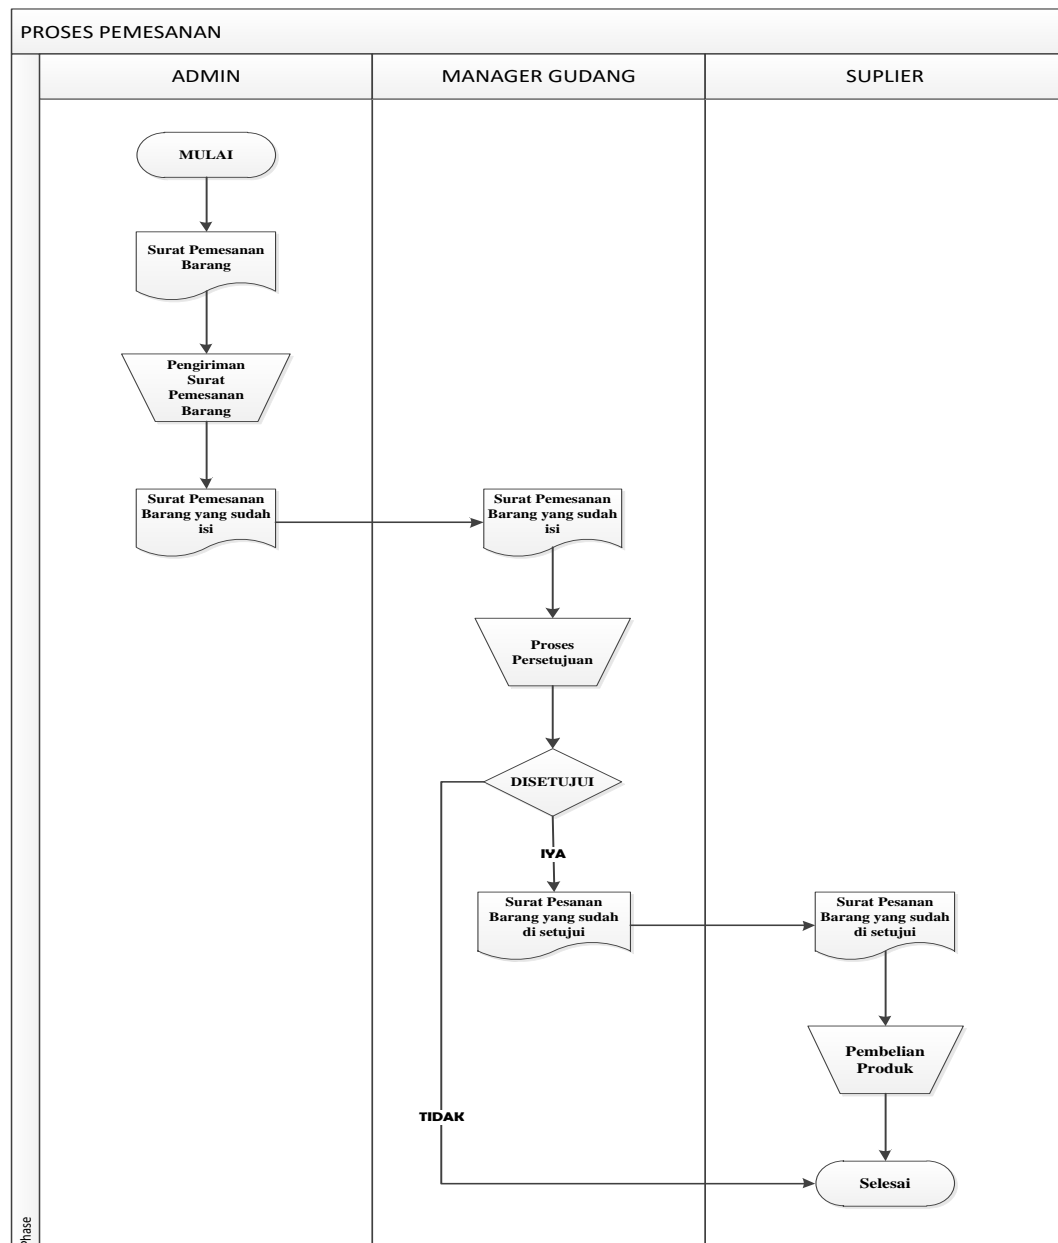 PROSES PEMESANAN
ADMIN
MANAGER GUDANG
SUPLIER
MULAI
Surat Pemesanan
Barang
Pengiriman
Surat
Pemesanan
Barang
Surat Pemesanan
Barang yang sudah
isi
Surat Pemesanan
Barang yang sudah
isi
Proses
Persetujuan
DISETUJUI
IYA
Surat Pesanan
Barang yang sudah
di setujui
Surat Pesanan
Barang yang sudah
di setujui
Pembelian
Produk
TIDAK
Selesai
Phase